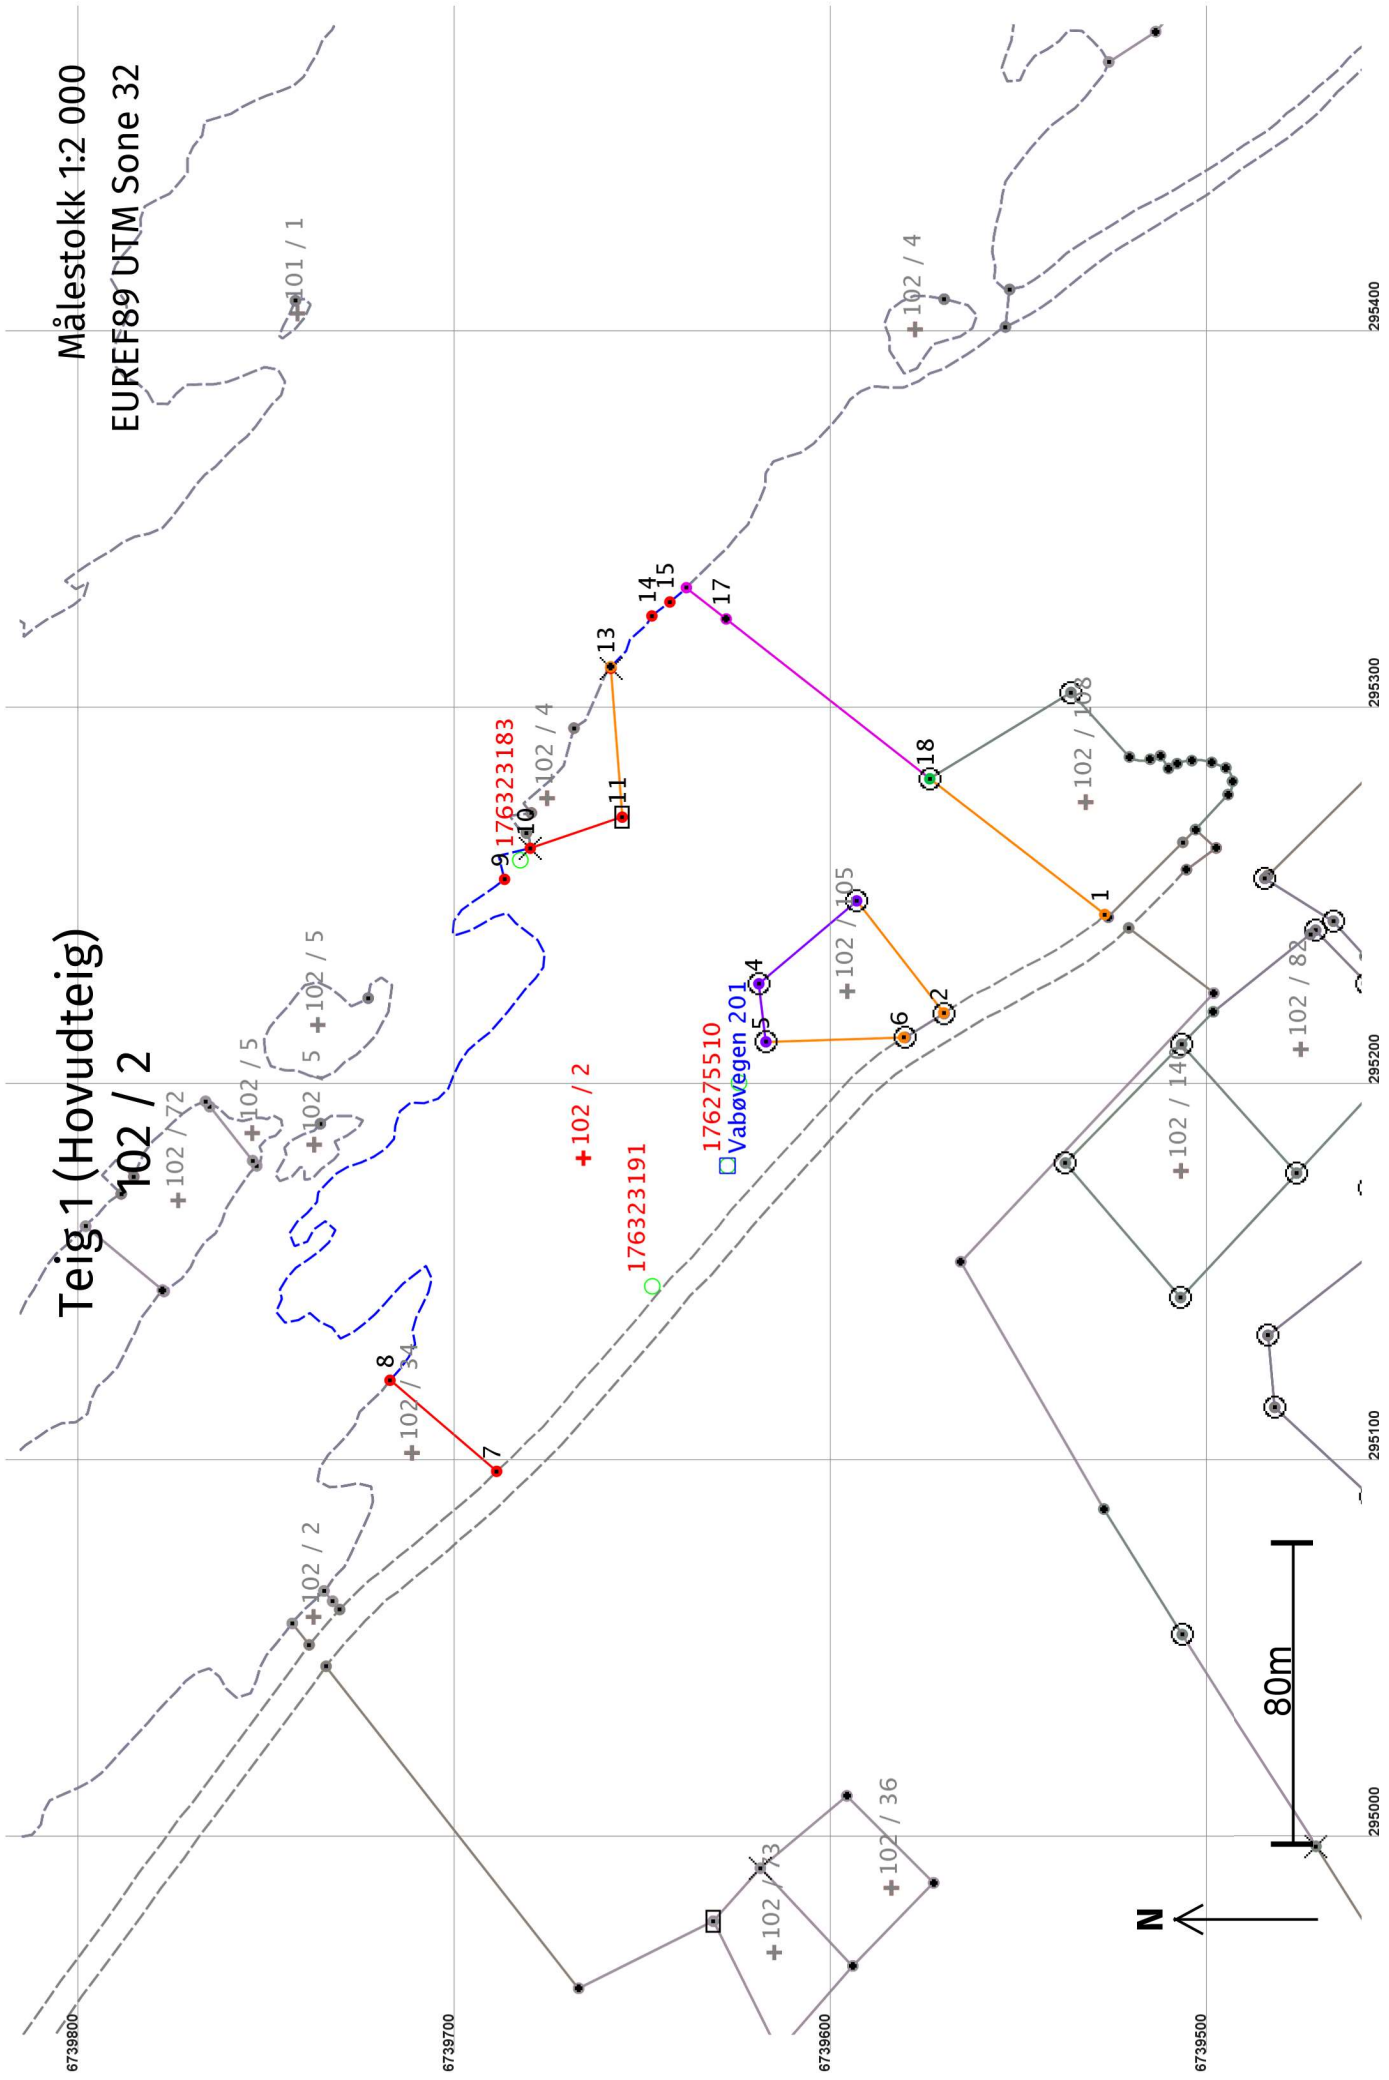 Teig 1 (Hovudteig)
102 / 2
Målestokk 1:2 000
EUREF89 UTM Sone 32
6739800
6739700
6739600
6739500
295000
295100
295200
295300
295400
101 / 1
102 / 72
102 / 5
102 / 5
102 / 5
102 / 2
102 / 34
102 / 2
102 / 4
102 / 4
102 / 105
102 / 108
102 / 140
102 / 82
102 / 73
102 / 36
176323183
176323191
176275510
Vabøvegen 201
1
2
4
5
6
7
8
9
10
11
13
14
15
17
18
N
80m